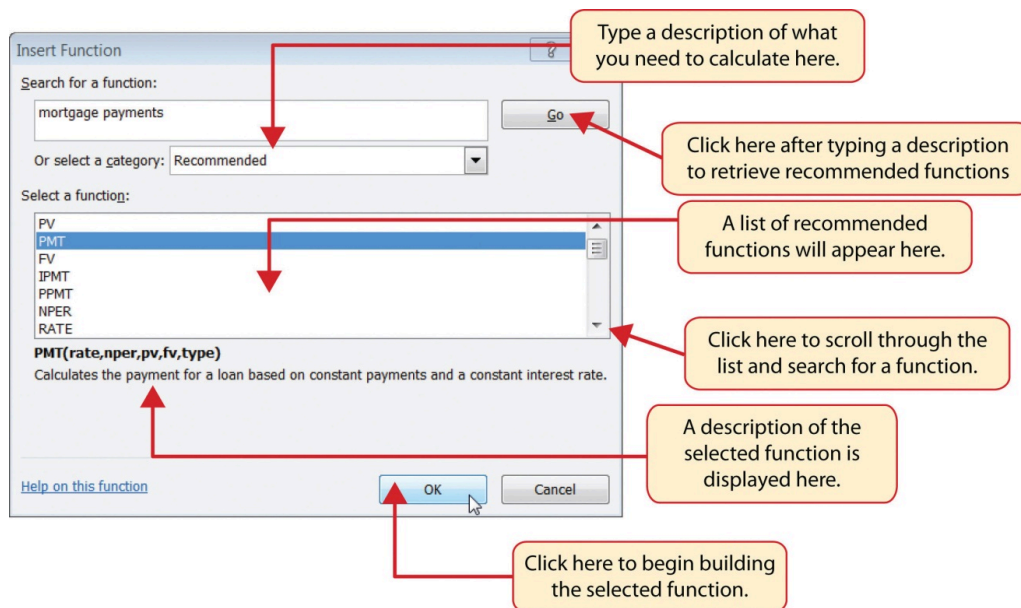 Insert Function
?
Type a description of what
you need to calculate here.
Search for a function:
mortgage payments
Go
Click here after typing a description
to retrieve recommended functions
Or select a category: Recommended
Select a function:
PV
PMT
FV
IPMT
PPMT
NPER
RATE
A list of recommended
functions will appear here.
Click here to scroll through the
list and search for a function.
PMT(rate,nper,pv,fv,type)
Calculates the payment for a loan based on constant payments and a constant interest rate.
A description of the
selected function is
displayed here.
Help on this function
OK
Cancel
Click here to begin building
the selected function.